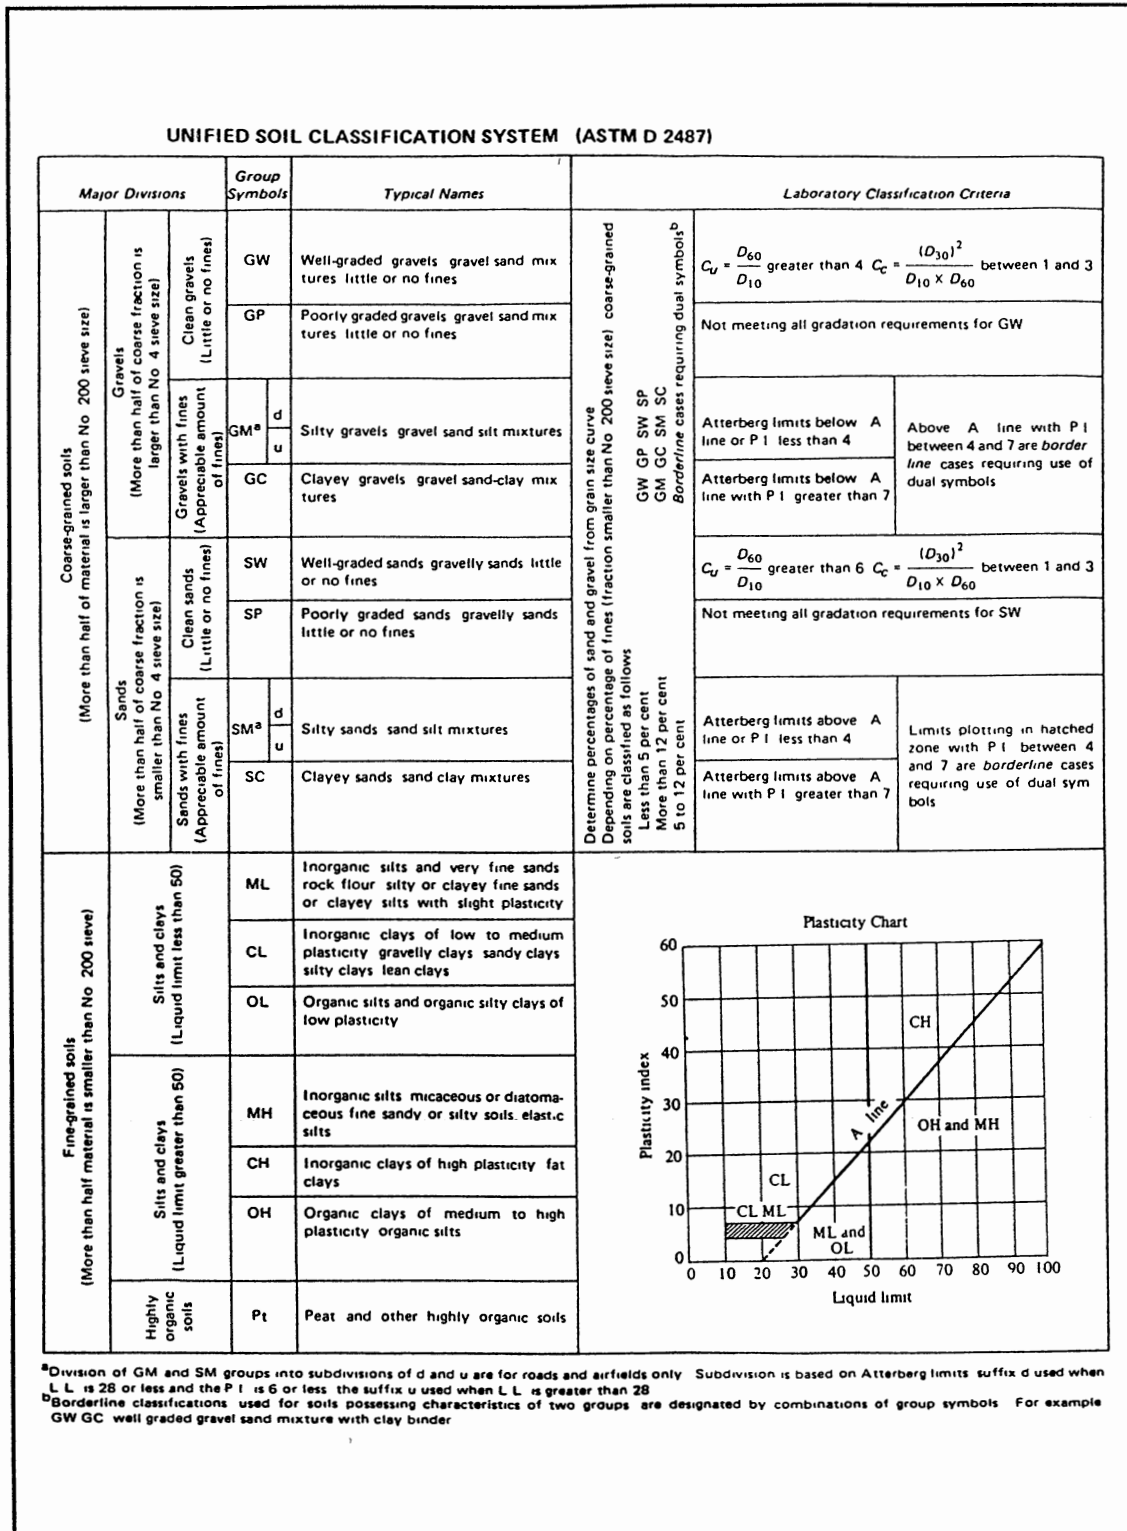 UNIFIED SOIL CLASSIFICATION SYSTEM (ASTM D 2487)
Major Divisions
Group
Symbols
Typical Names
Laboratory Classification Criteria
Coarse-grained soils
(More than half of material is larger than No 200 sieve size)
Gravels
(More than half of coarse fraction is
larger than No 4 sieve size)
Clean gravels
(Little or no fines)
GW
Well-graded gravels gravel sand mix
tures little or no fines
GP
Poorly graded gravels gravel sand mix
tures little or no fines
Gravels with fines
(Appreciable amount
of fines)
GMa
d
u
Silty gravels gravel sand silt mixtures
GC
Clayey gravels gravel sand-clay mix
tures
Sands
(More than half of coarse fraction is
smaller than No 4 sieve size)
Clean sands
(Little or no fines)
SW
Well-graded sands gravelly sands little
or no fines
SP
Poorly graded sands gravelly sands
little or no fines
Sands with fines
(Appreciable amount
of fines)
SMa
d
u
Silty sands sand silt mixtures
SC
Clayey sands sand clay mixtures
Determine percentages of sand and gravel from grain size curve
Depending on percentage of fines (fraction smaller than No 200 sieve size) coarse-grained
soils are classified as follows
Less than 5 per cent GW GP SW SP
More than 12 per cent GM GC SM SC
5 to 12 per cent Borderline cases requiring dual symbolsb
Cu = D60/D10 greater than 4 Cc = (D30)2/D10 X D60 between 1 and 3
Not meeting all gradation requirements for GW
Atterberg limits below A
line or P I less than 4
Atterberg limits below A
line with P I greater than 7
Above A line with P I
between 4 and 7 are border
line cases requiring use of
dual symbols
Cu = D60/D10 greater than 6 Cc = (D30)2/D10 X D60 between 1 and 3
Not meeting all gradation requirements for SW
Atterberg limits above A
line or P I less than 4
Atterberg limits above A
line with P I greater than 7
Limits plotting in hatched
zone with P I between 4
and 7 are borderline cases
requiring use of dual sym
bols
Fine-grained soils
(More than half material is smaller than No 200 sieve)
Silts and clays
(Liquid limit less than 50)
ML
Inorganic silts and very fine sands
rock flour silty or clayey fine sands
or clayey silts with slight plasticity
CL
Inorganic clays of low to medium
plasticity gravelly clays sandy clays
silty clays lean clays
OL
Organic silts and organic silty clays of
low plasticity
Silts and clays
(Liquid limit greater than 50)
MH
Inorganic silts micaceous or diatoma-
ceous fine sandy or silty soils. elastic
silts
CH
Inorganic clays of high plasticity fat
clays
OH
Organic clays of medium to high
plasticity organic silts
Highly
organic
soils
Pt
Peat and other highly organic soils
Plasticity Chart
Plasticity index
60
50
40
30
20
10
0
CH
A line
OH and MH
CL
CL ML
ML and
OL
0 10 20 30 40 50 60 70 80 90 100
Liquid limit
aDivision of GM and SM groups into subdivisions of d and u are for roads and airfields only Subdivision is based on Atterberg limits suffix d used when
L L is 28 or less and the P I is 6 or less the suffix u used when L L is greater than 28
bBorderline classifications used for soils possessing characteristics of two groups are designated by combinations of group symbols For example
GW GC well graded gravel sand mixture with clay binder